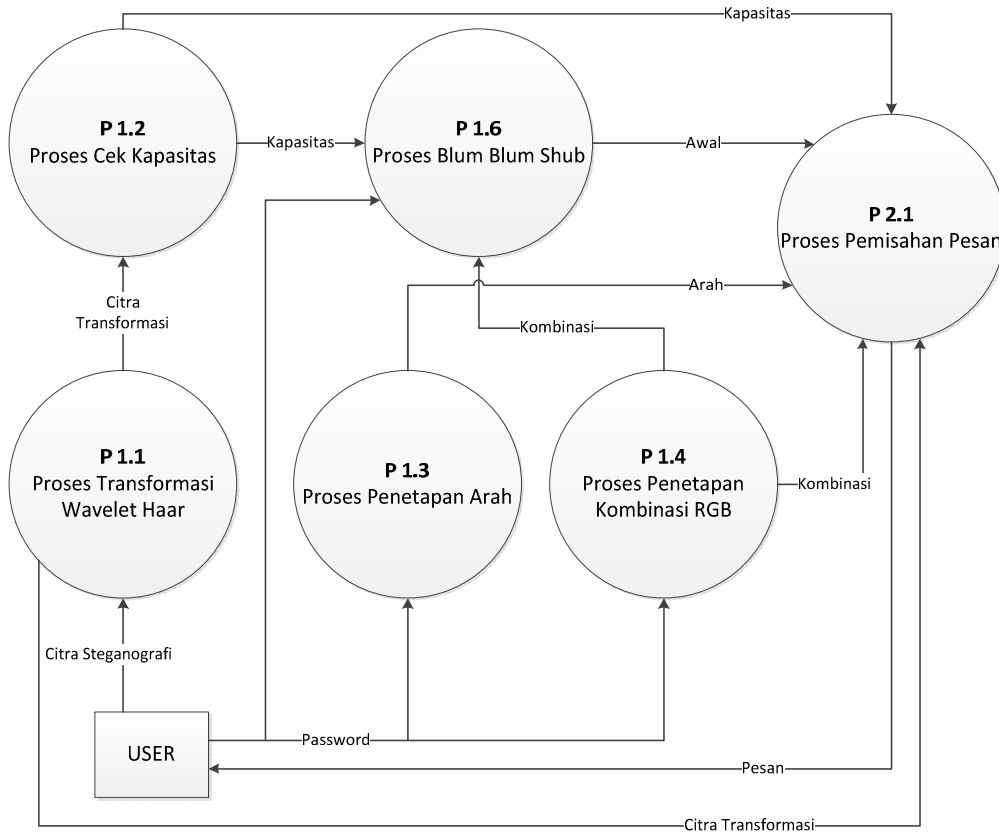 Kapasitas
P 1.2
Proses Cek Kapasitas
Kapasitas
P 1.6
Proses Blum Blum Shub
Awal
P 2.1
Proses Pemisahan Pesan
Arah
Citra
Transformasi
Kombinasi
P 1.1
Proses Transformasi
Wavelet Haar
P 1.3
Proses Penetapan Arah
P 1.4
Proses Penetapan
Kombinasi RGB
Kombinasi
Citra Steganografi
USER
Password
Pesan
Citra Transformasi